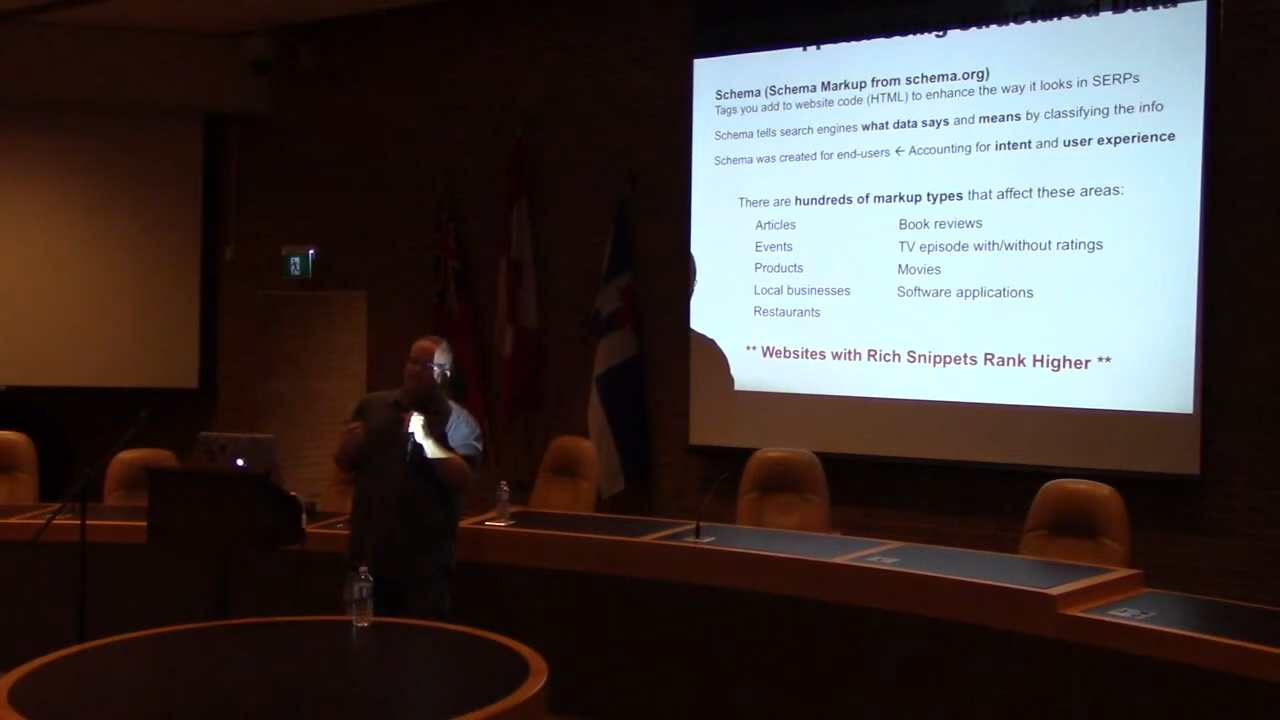 Using Structured Data
Schema (Schema Markup from schema.org)
Tags you add to website code (HTML) to enhance the way it looks in SERPs
Schema tells search engines what data says and means by classifying the info
Schema was created for end-users ← Accounting for intent and user experience
There are hundreds of markup types that affect these areas:
Articles
Events
Products
Local businesses
Restaurants
Book reviews
TV episode with/without ratings
Movies
Software applications
** Websites with Rich Snippets Rank Higher **